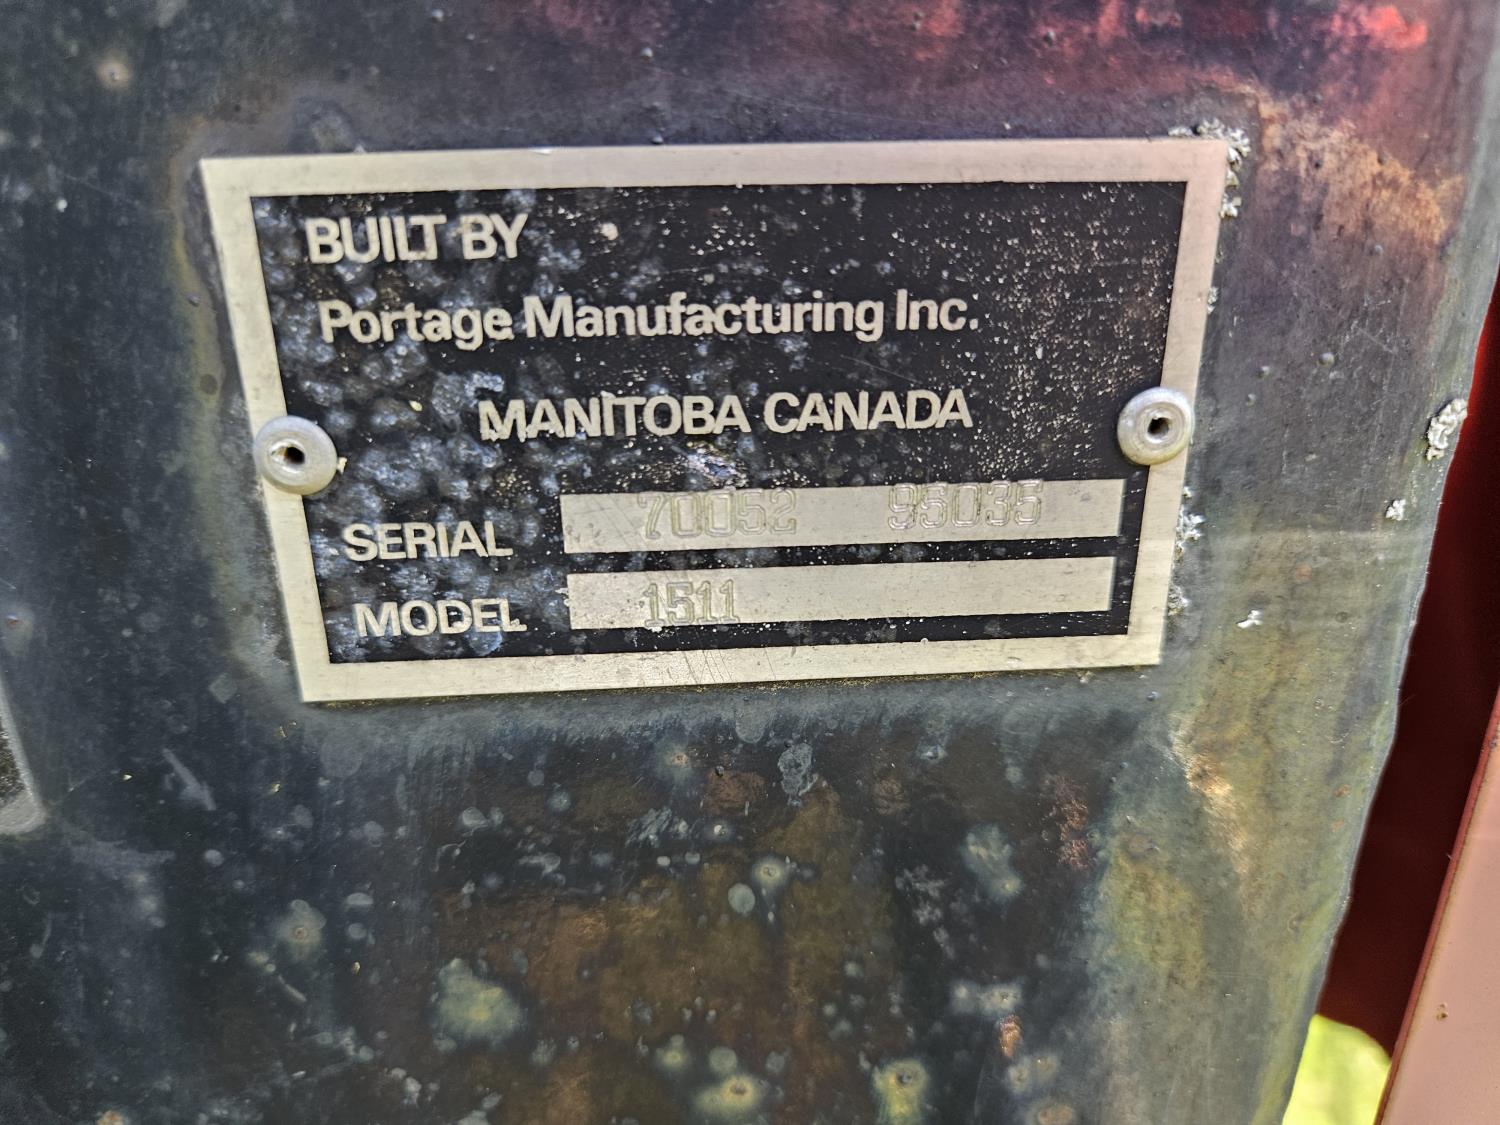 BUILT BY
Portage Manufacturing Inc.
MANITOBA CANADA
SERIAL 70052 95035
MODEL 1511